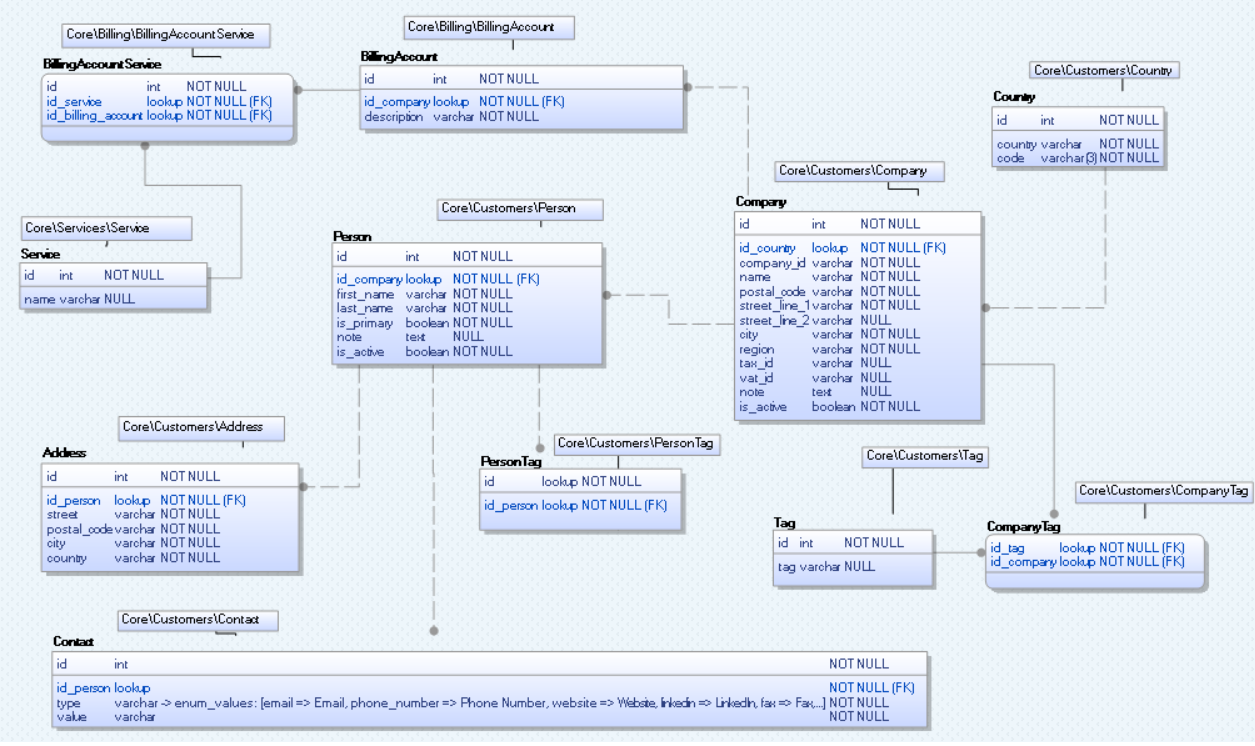 Core\Billing\BillingAccountService
BillingAccountService
id int NOT NULL
id_service lookup NOT NULL (FK)
id_billing_account lookup NOT NULL (FK)
Core\Billing\BillingAccount
BillingAccount
id int NOT NULL
id_company lookup NOT NULL (FK)
description varchar NOT NULL
Core\Customers\Country
Country
id int NOT NULL
country varchar NOT NULL
code varchar(3) NOT NULL
Core\Services\Service
Service
id int NOT NULL
name varchar NULL
Core\Customers\Person
Person
id int NOT NULL
id_company lookup NOT NULL (FK)
first_name varchar NOT NULL
last_name varchar NOT NULL
is_primary boolean NOT NULL
note text NULL
is_active boolean NOT NULL
Core\Customers\Company
Company
id int NOT NULL
id_country lookup NOT NULL (FK)
company_id varchar NOT NULL
name varchar NOT NULL
postal_code varchar NOT NULL
street_line_1 varchar NOT NULL
street_line_2 varchar NULL
city varchar NOT NULL
region varchar NOT NULL
tax_id varchar NULL
vat_id varchar NULL
note text NULL
is_active boolean NOT NULL
Core\Customers\Address
Address
id int NOT NULL
id_person lookup NOT NULL (FK)
street varchar NOT NULL
postal_code varchar NOT NULL
city varchar NOT NULL
country varchar NOT NULL
Core\Customers\PersonTag
PersonTag
id lookup NOT NULL
id_person lookup NOT NULL (FK)
Core\Customers\Tag
Tag
id int NOT NULL
tag varchar NULL
Core\Customers\CompanyTag
CompanyTag
id_tag lookup NOT NULL (FK)
id_company lookup NOT NULL (FK)
Core\Customers\Contact
Contact
id int NOT NULL
id_person lookup NOT NULL (FK)
type varchar -> enum_values: [email => Email, phone_number => Phone Number, website => Website, linkedin => LinkedIn, fax => Fax,...] NOT NULL
value varchar NOT NULL